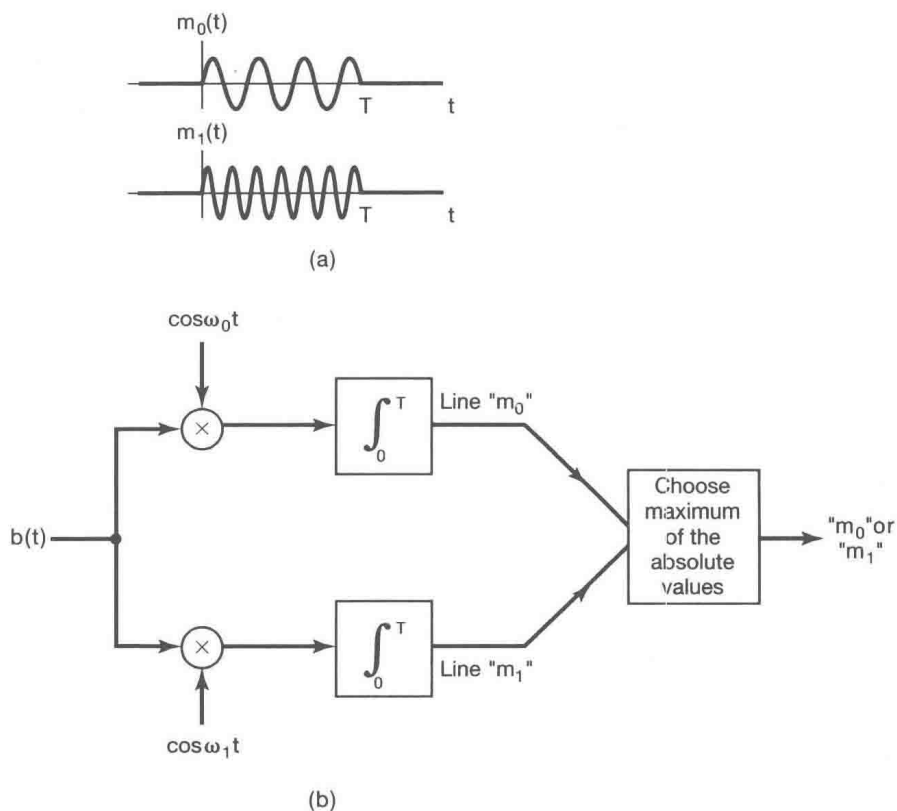 m₀(t)
T
t
m₁(t)
T
t
(a)
cosω₀t
×
∫₀ᵀ
Line "m₀"
b(t)
Choose
maximum
of the
absolute
values
"m₀"or
"m₁"
×
∫₀ᵀ
Line "m₁"
cosω₁t
(b)